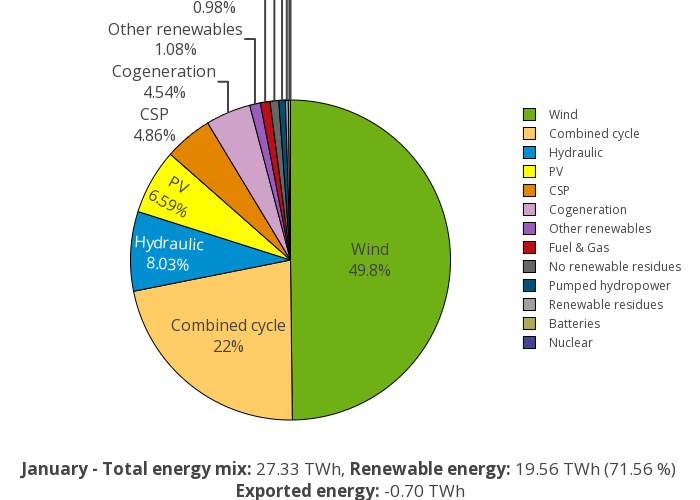 0.98%
Other renewables
1.08%
Cogeneration
4.54%
CSP
4.86%
PV
6.59%
Hydraulic
8.03%
Combined cycle
22%
Wind
49.8%
Wind
Combined cycle
Hydraulic
PV
CSP
Cogeneration
Other renewables
Fuel & Gas
No renewable residues
Pumped hydropower
Renewable residues
Batteries
Nuclear
January - Total energy mix: 27.33 TWh, Renewable energy: 19.56 TWh (71.56 %)
Exported energy: -0.70 TWh